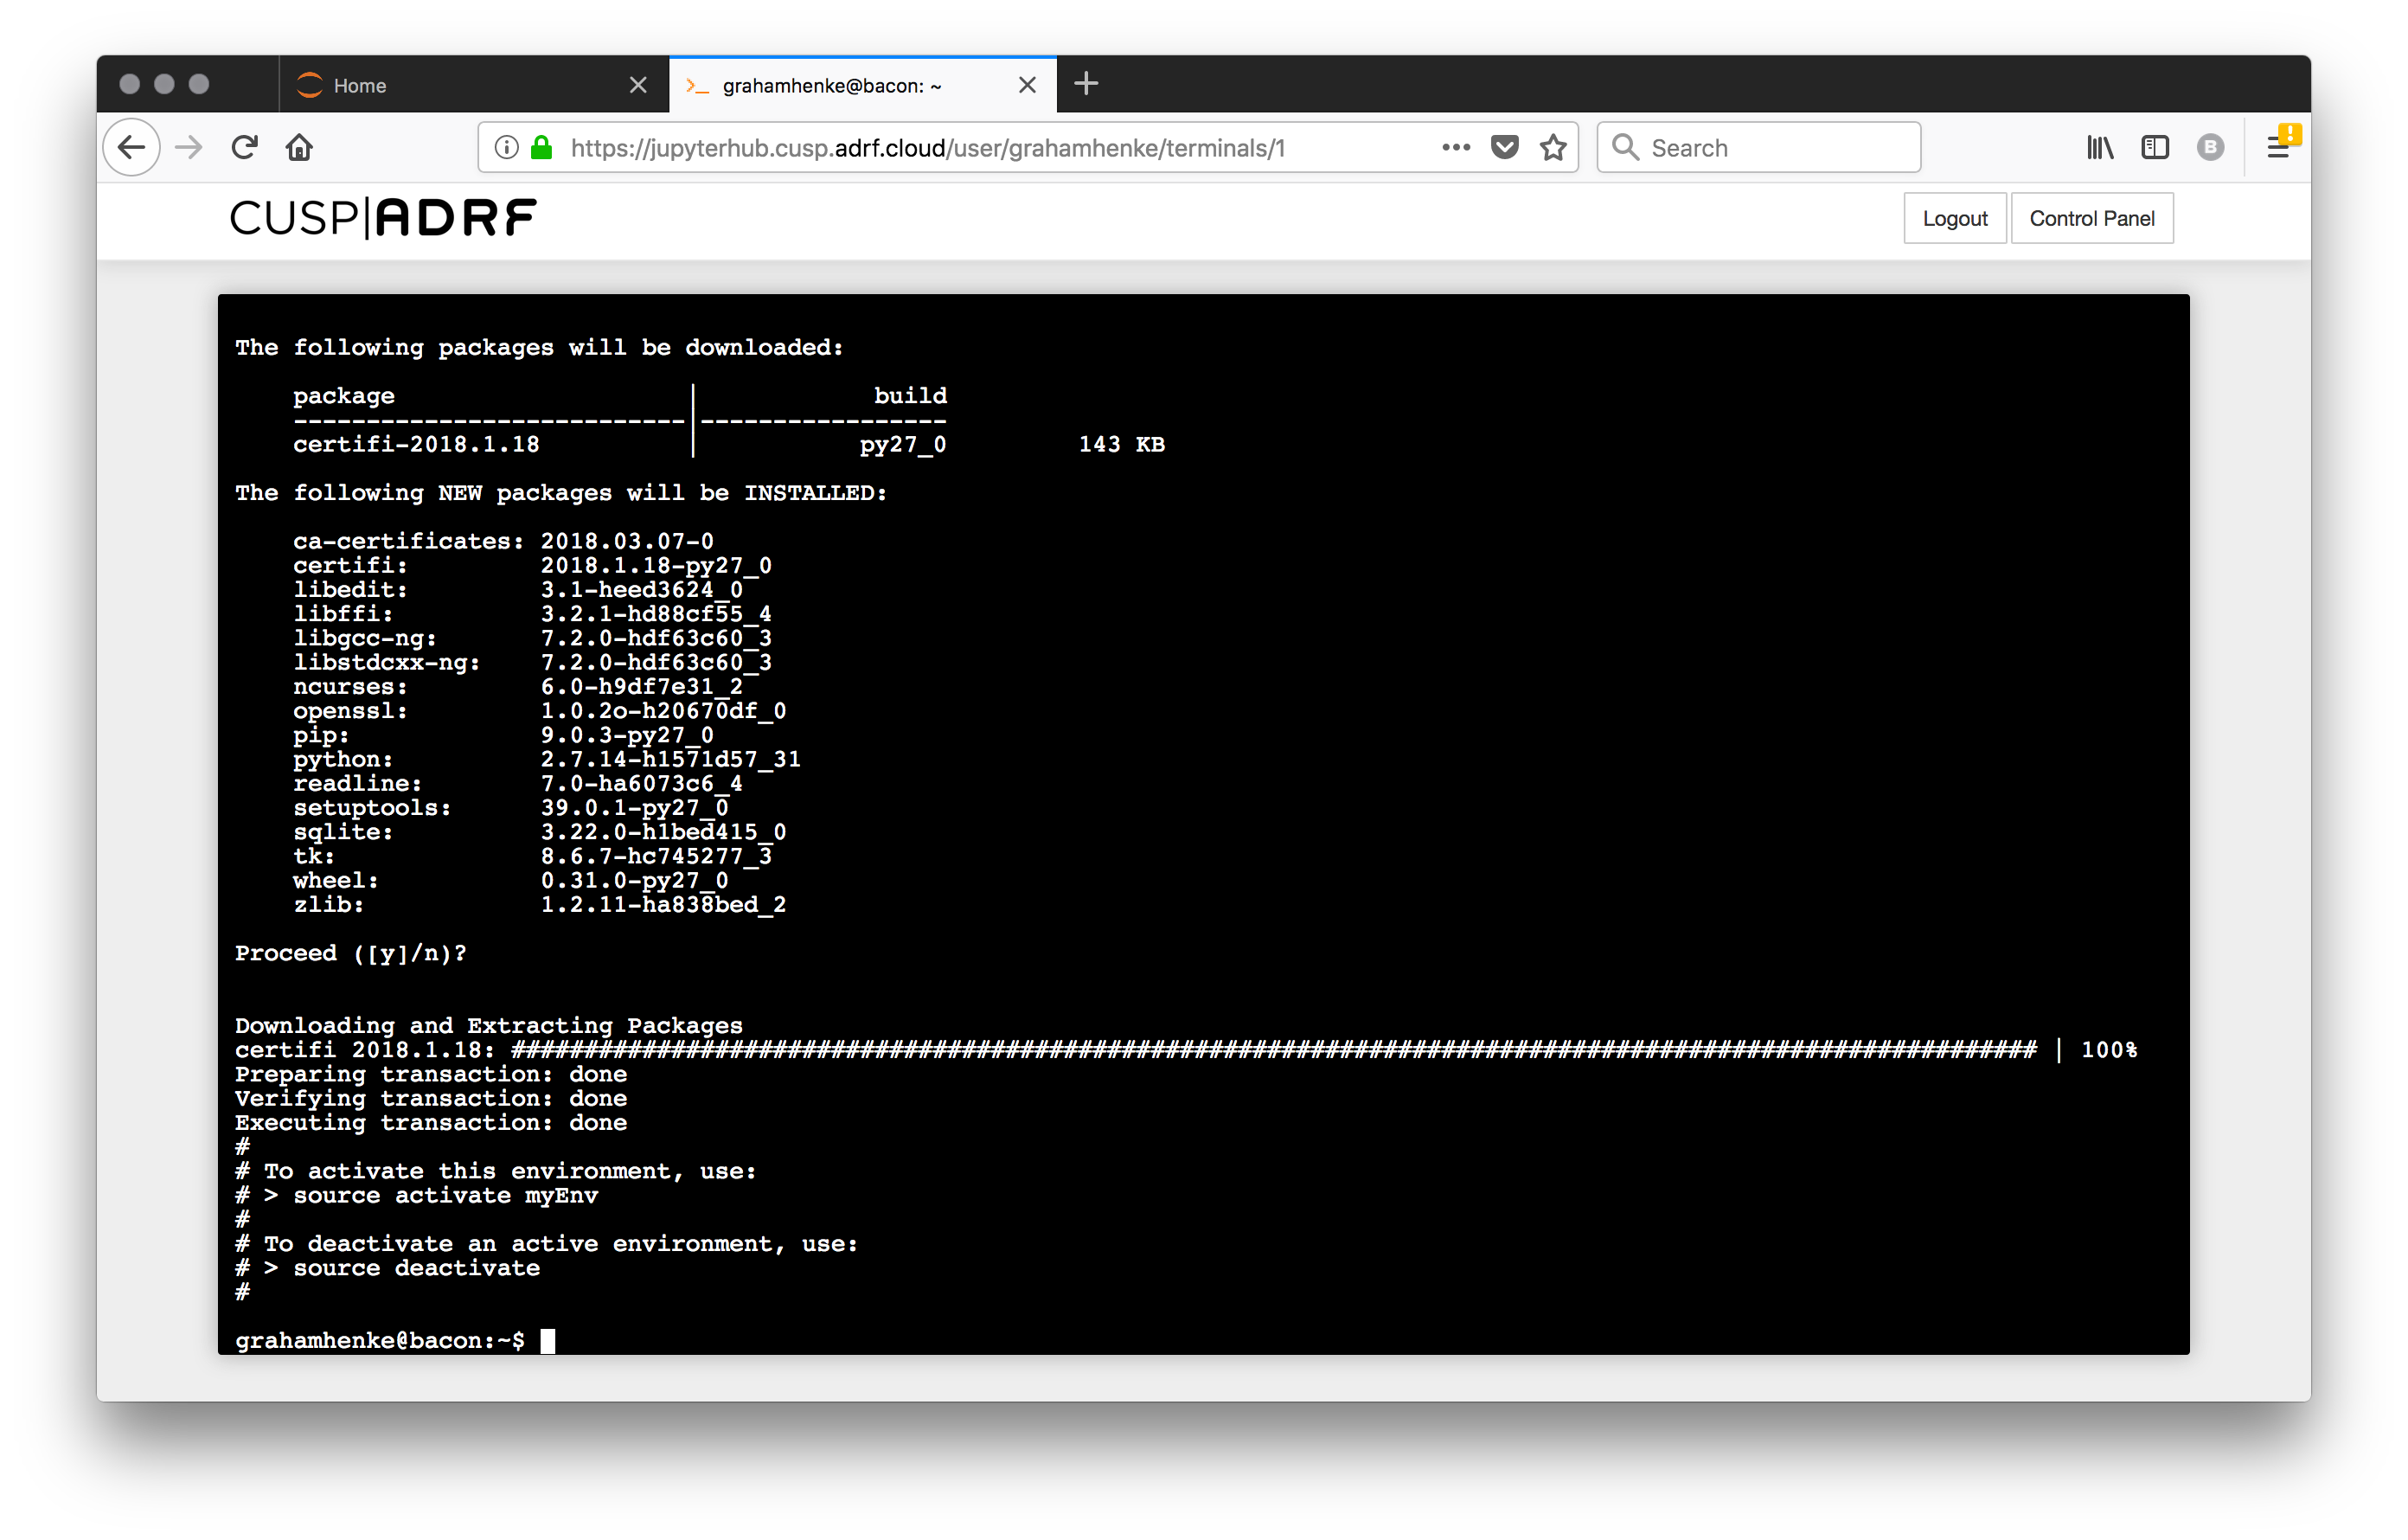 Home
>_ grahamhenke@bacon: ~
https://jupyterhub.cusp.adrf.cloud/user/grahamhenke/terminals/1
Search
B
!
CUSP|ADRF
Logout
Control Panel
The following packages will be downloaded:
package | build
---------------------------|-----------------
certifi-2018.1.18 | py27_0 143 KB
The following NEW packages will be INSTALLED:
ca-certificates: 2018.03.07-0
certifi: 2018.1.18-py27_0
libedit: 3.1-heed3624_0
libffi: 3.2.1-hd88cf55_4
libgcc-ng: 7.2.0-hdf63c60_3
libstdcxx-ng: 7.2.0-hdf63c60_3
ncurses: 6.0-h9df7e31_2
openssl: 1.0.2o-h20670df_0
pip: 9.0.3-py27_0
python: 2.7.14-h1571d57_31
readline: 7.0-ha6073c6_4
setuptools: 39.0.1-py27_0
sqlite: 3.22.0-h1bed415_0
tk: 8.6.7-hc745277_3
wheel: 0.31.0-py27_0
zlib: 1.2.11-ha838bed_2
Proceed ([y]/n)?
Downloading and Extracting Packages
certifi 2018.1.18: ######################################################################################################### | 100%
Preparing transaction: done
Verifying transaction: done
Executing transaction: done
#
# To activate this environment, use:
# > source activate myEnv
#
# To deactivate an active environment, use:
# > source deactivate
#
grahamhenke@bacon:~$